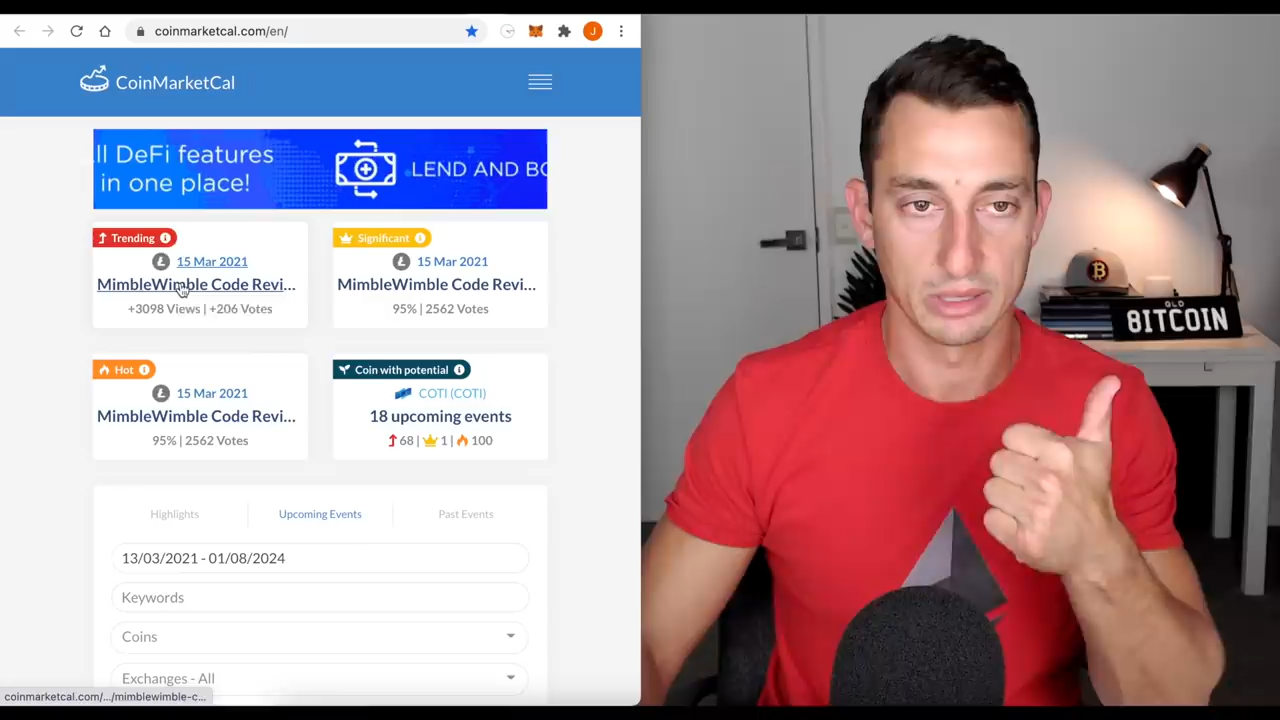 coinmarketcal.com/en/
J
CoinMarketCal
ll DeFi features
in one place!
LEND AND BO
Trending
15 Mar 2021
MimbleWimble Code Revi...
+3098 Views | +206 Votes
Significant
15 Mar 2021
MimbleWimble Code Revi...
95% | 2562 Votes
Hot
15 Mar 2021
MimbleWimble Code Revi...
95% | 2562 Votes
Coin with potential
COTI (COTI)
18 upcoming events
68 | 1 | 100
Highlights
Upcoming Events
Past Events
13/03/2021 - 01/08/2024
Keywords
Coins
Exchanges - All
coinmarketcal.com/.../mimblewimble-c...
QLD
8ITCOIN